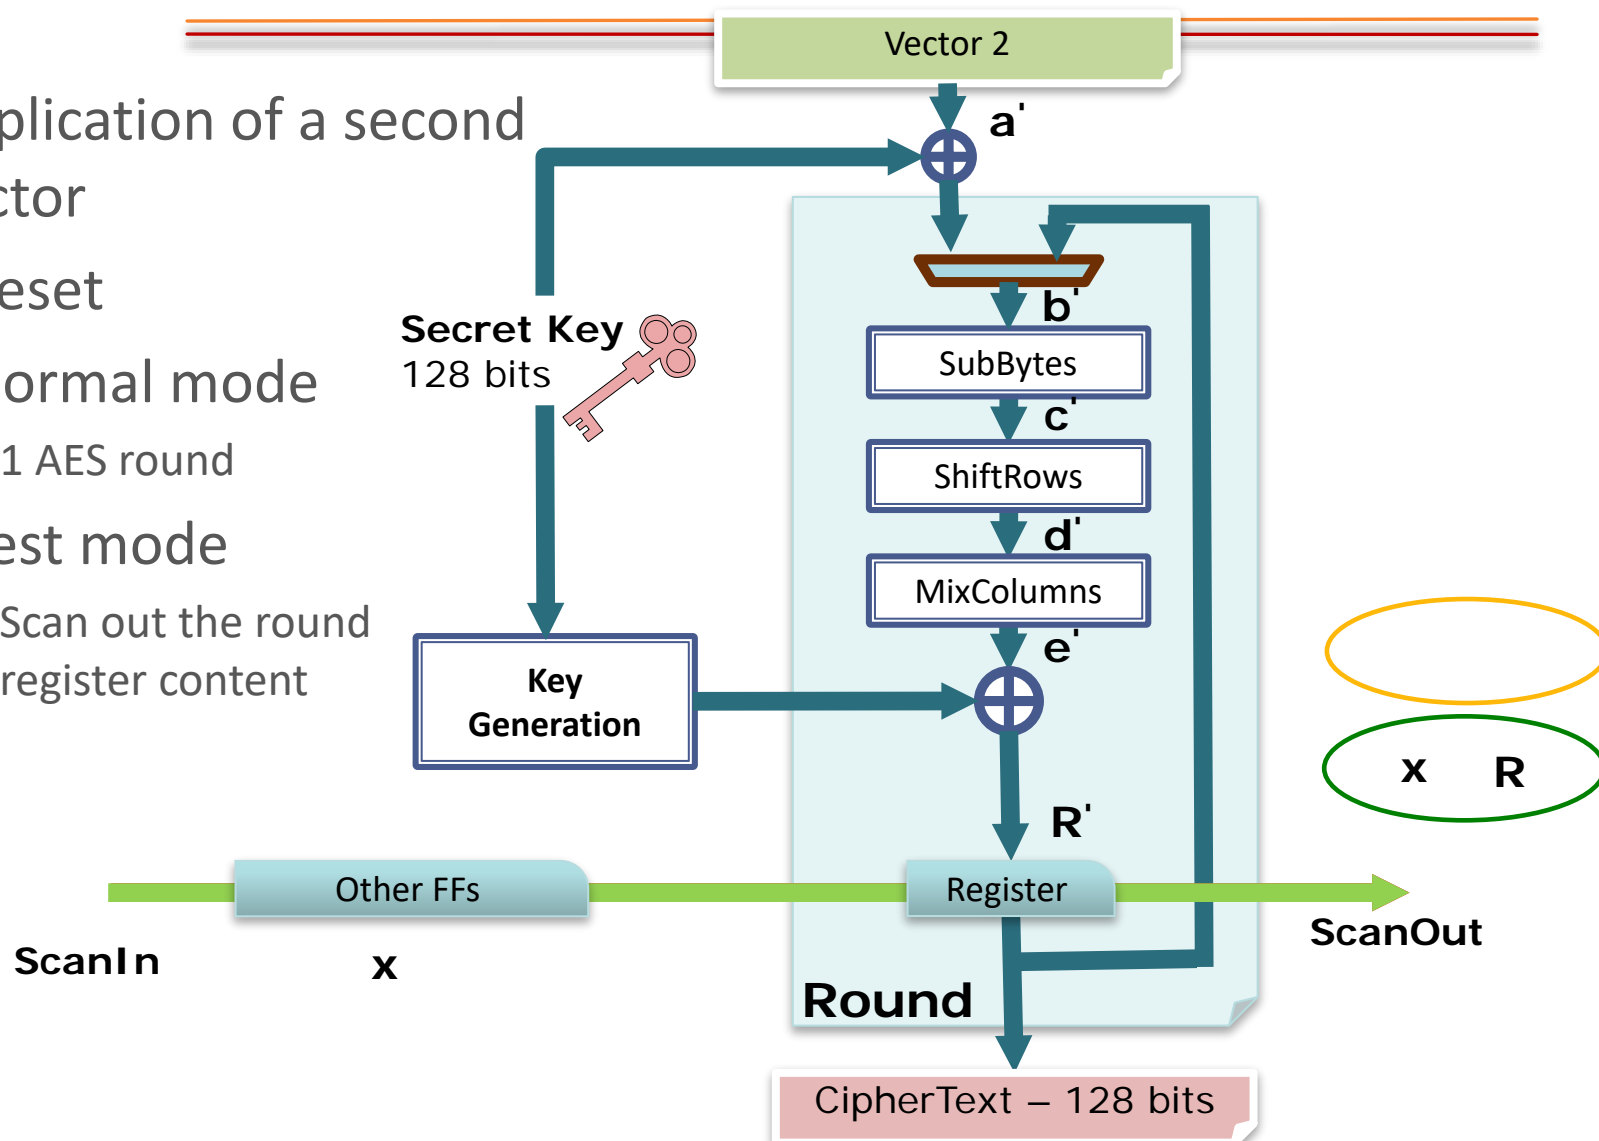 Vector 2
a'
plication of a second
ctor
eset
ormal mode
1 AES round
est mode
Scan out the round
register content
Secret Key
128 bits
b'
SubBytes
c'
ShiftRows
d'
MixColumns
e'
Key
Generation
R'
x R
Other FFs
Register
ScanIn
x
ScanOut
Round
CipherText – 128 bits